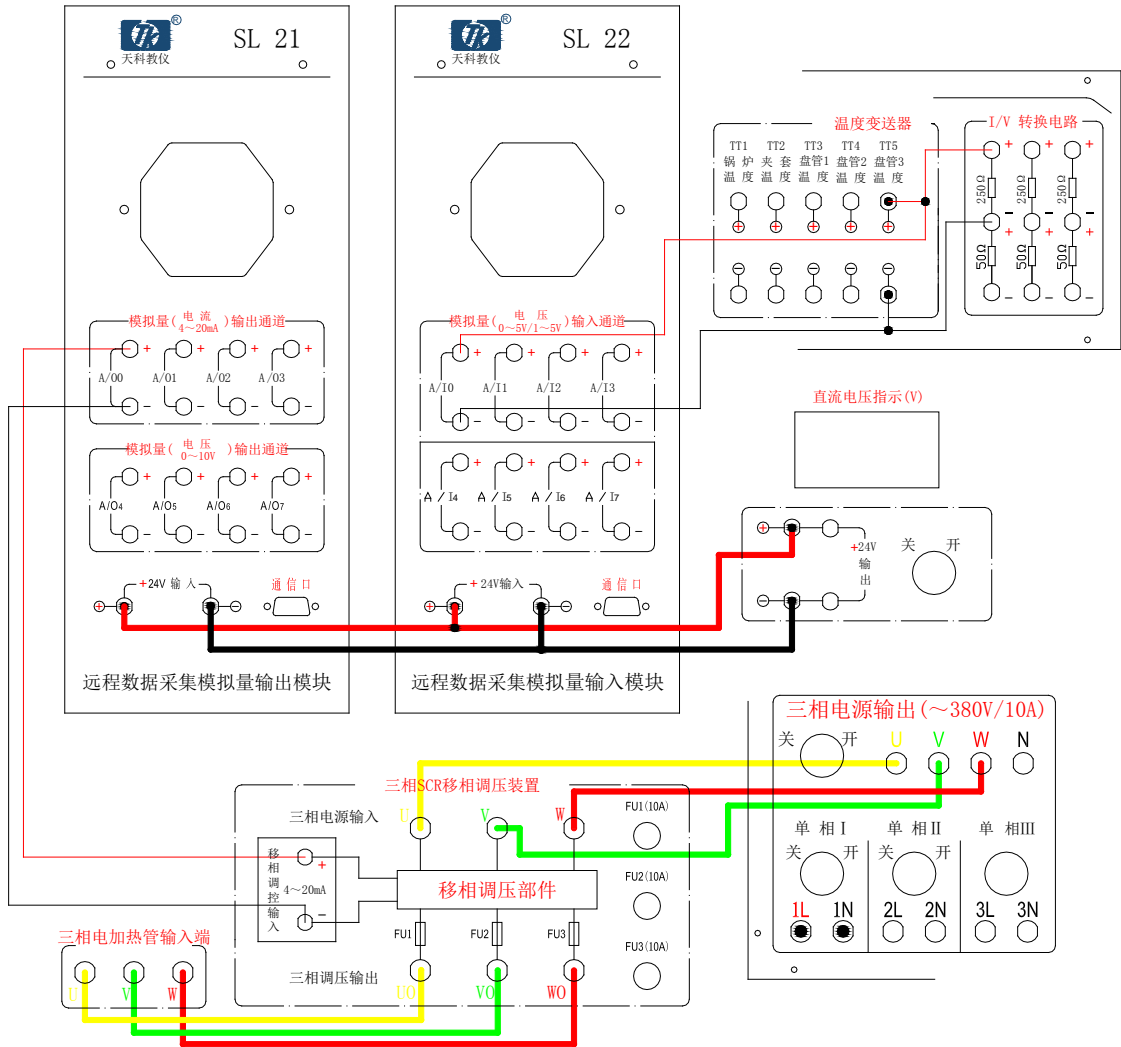 TK ®
天科教仪
SL 21
模拟量(电流4～20mA)输出通道
+ + + +
A/O0 A/O1 A/O2 A/O3
－ － － －
模拟量(电压0～10V)输出通道
+ + + +
A/O4 A/O5 A/O6 A/O7
－ － － －
+24V 输 入
通 信 口
+ －
远程数据采集模拟量输出模块
TK ®
天科教仪
SL 22
模拟量(电压0～5V/1～5V)输入通道
+ + + +
A/I0 A/I1 A/I2 A/I3
－ － － －
+ + + +
A/I4 A/I5 A/I6 A/I7
－ － － －
+24V输入
通 信 口
+ －
远程数据采集模拟量输入模块
温度变送器
TT1 TT2 TT3 TT4 TT5
锅 炉 夹 套 盘管1 盘管2 盘管3
温 度 温 度 温 度 温 度 温 度
+ + + + +
－ － － － －
I/V 转换电路
+ + +
250Ω 250Ω 250Ω
－ － －
+ + +
50Ω 50Ω 50Ω
－ － －
直流电压指示(V)
+
+24V
输
出
－
关 开
三相电源输出(～380V/10A)
关 开 U V W N
单 相Ⅰ 单 相Ⅱ 单 相Ⅲ
关 开 关 开
1L 1N 2L 2N 3L 3N
三相SCR移相调压装置
三相电源输入
U V W
FU1(10A)
移相调控输入
+
4～20mA
－
移相调压部件
FU2(10A)
FU1 FU2 FU3
FU3(10A)
三相调压输出
UO VO WO
三相电加热管输入端
U V W